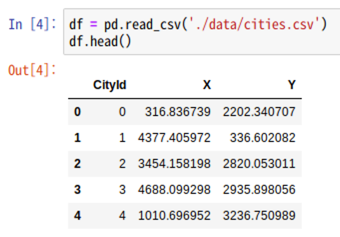 In [4]: df = pd.read_csv('./data/cities.csv')
df.head()
Out[4]:
CityId X Y
0 0 316.836739 2202.340707
1 1 4377.405972 336.602082
2 2 3454.158198 2820.053011
3 3 4688.099298 2935.898056
4 4 1010.696952 3236.750989